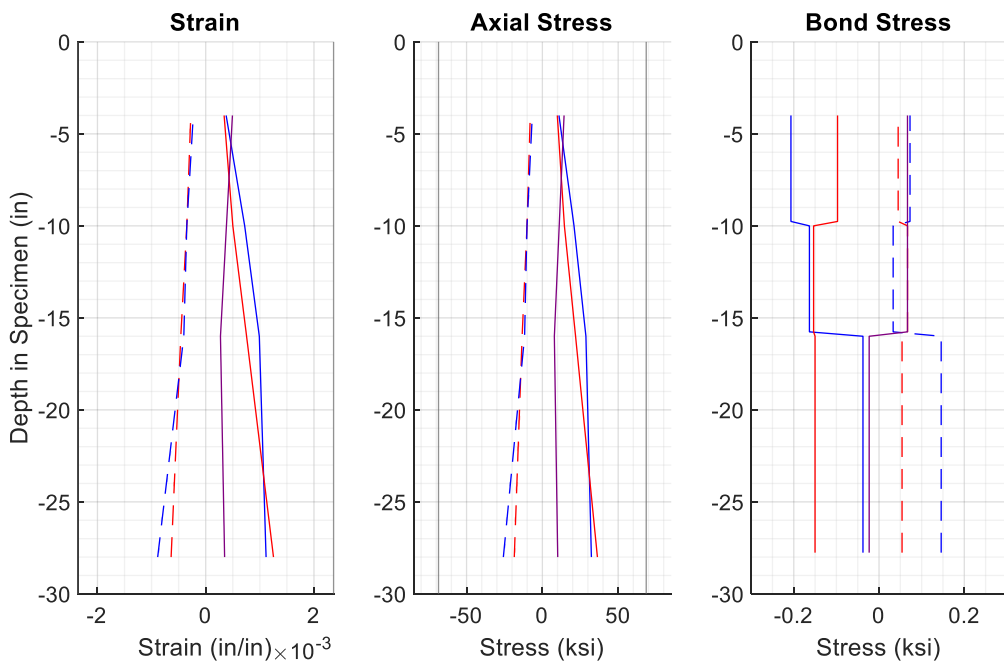 Strain
Axial Stress
Bond Stress
0
-5
-10
-15
-20
-25
-30
0
-5
-10
-15
-20
-25
-30
0
-5
-10
-15
-20
-25
-30
Depth in Specimen (in)
-2 0 2
-50 0 50
-0.2 0 0.2
Strain (in/in) ×10⁻³
Stress (ksi)
Stress (ksi)